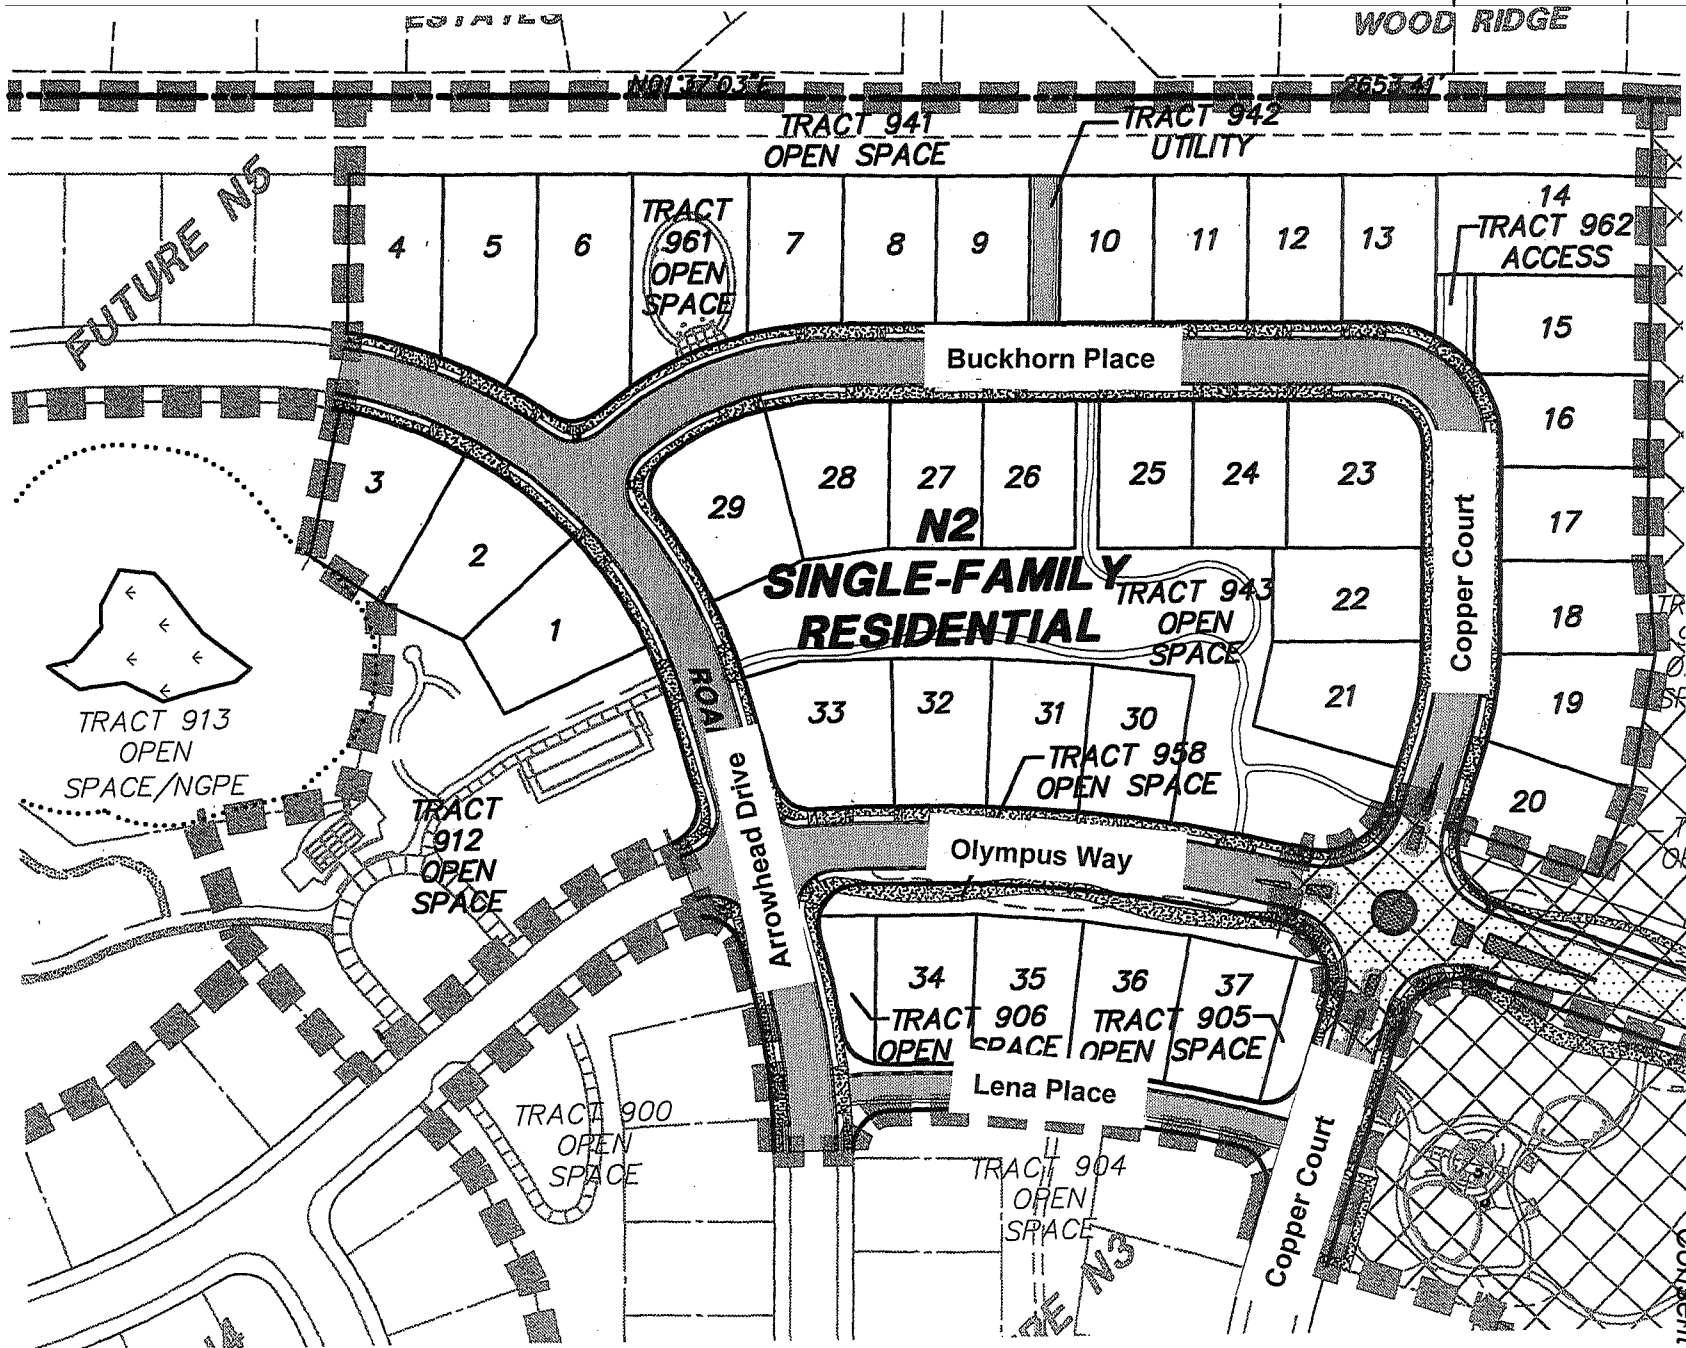 ESTATES
WOOD RIDGE
N01°37'03"E
2653.41'
TRACT 941
OPEN SPACE
TRACT 942
UTILITY
FUTURE N5
4
5
6
TRACT
961
OPEN
SPACE
7
8
9
10
11
12
13
14
TRACT 962
ACCESS
15
Buckhorn Place
16
3
2
1
29
28
27
26
25
24
23
17
N2
SINGLE-FAMILY
RESIDENTIAL
TRACT 943
OPEN
SPACE
22
Copper Court
18
21
19
33
32
31
30
TRACT 958
OPEN SPACE
20
TRACT 913
OPEN
SPACE/NGPE
TRACT
912
OPEN
SPACE
Arrowhead Drive
Olympus Way
34
35
36
37
TRACT 906
OPEN SPACE
TRACT 905
OPEN SPACE
Lena Place
TRACT 900
OPEN
SPACE
TRACT 904
OPEN
SPACE
Copper Court
N3